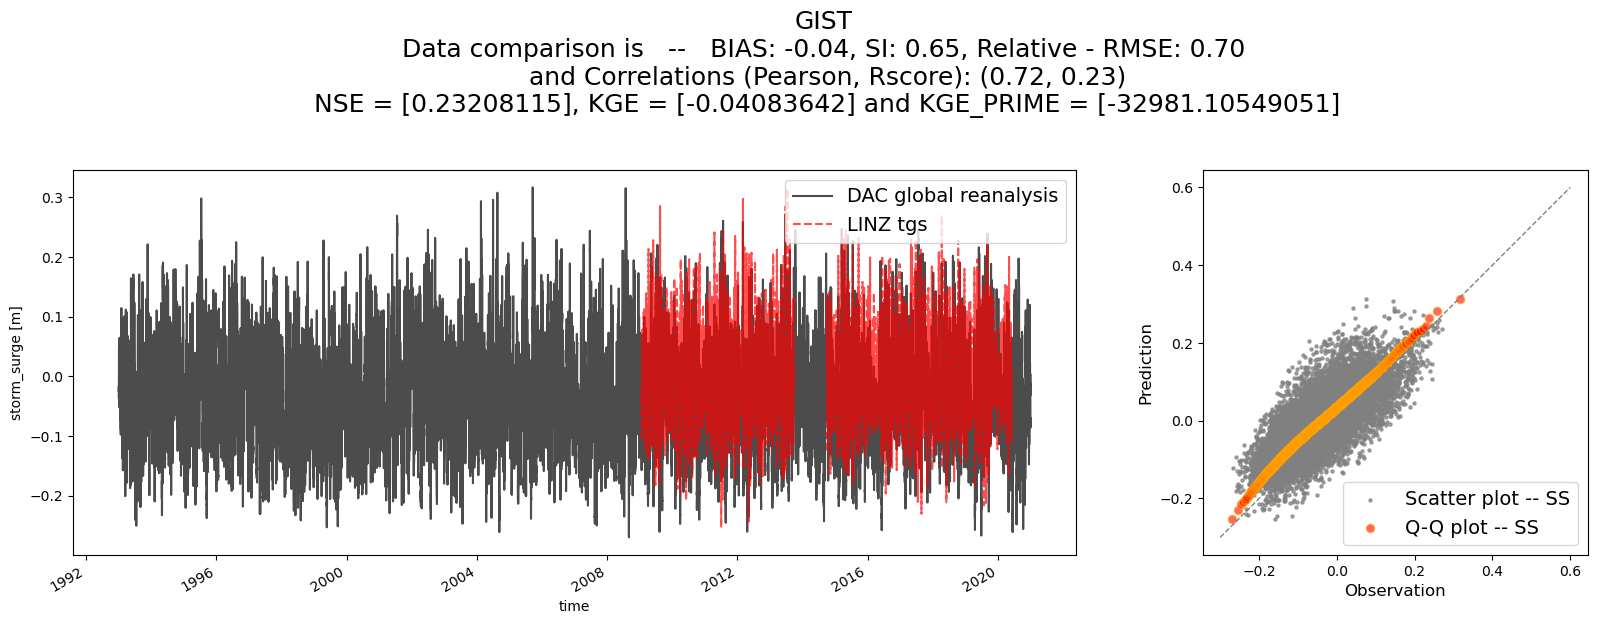 GIST
Data comparison is -- BIAS: -0.04, SI: 0.65, Relative - RMSE: 0.70
and Correlations (Pearson, Rscore): (0.72, 0.23)
NSE = [0.23208115], KGE = [-0.04083642] and KGE_PRIME = [-32981.10549051]
storm_surge [m]
0.3
0.2
0.1
0.0
−0.1
−0.2
DAC global reanalysis
LINZ tgs
1992
1996
2000
2004
2008
2012
2016
2020
time
Prediction
0.6
0.4
0.2
0.0
−0.2
Scatter plot -- SS
Q-Q plot -- SS
−0.2
0.0
0.2
0.4
0.6
Observation